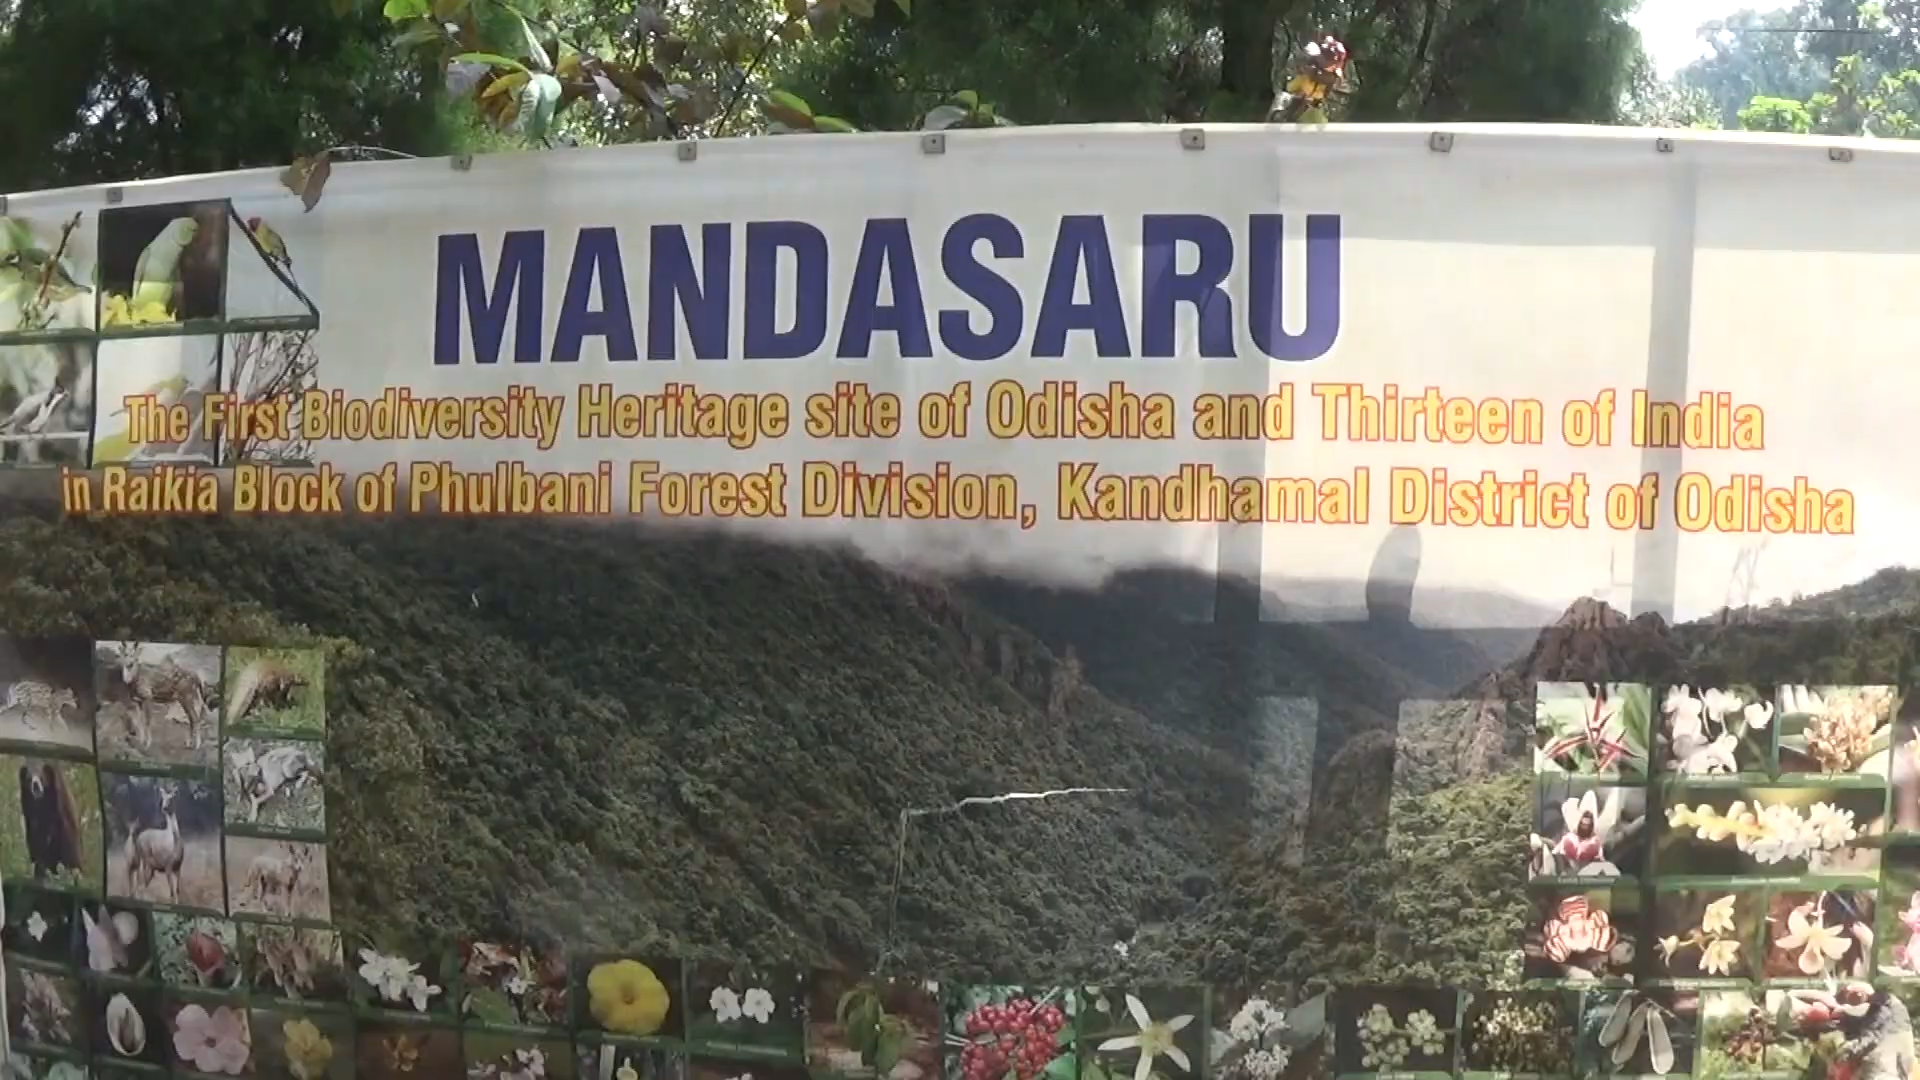 MANDASARU
The First Biodiversity Heritage site of Odisha and Thirteen of India
in Raikia Block of Phulbani Forest Division, Kandhamal District of Odisha